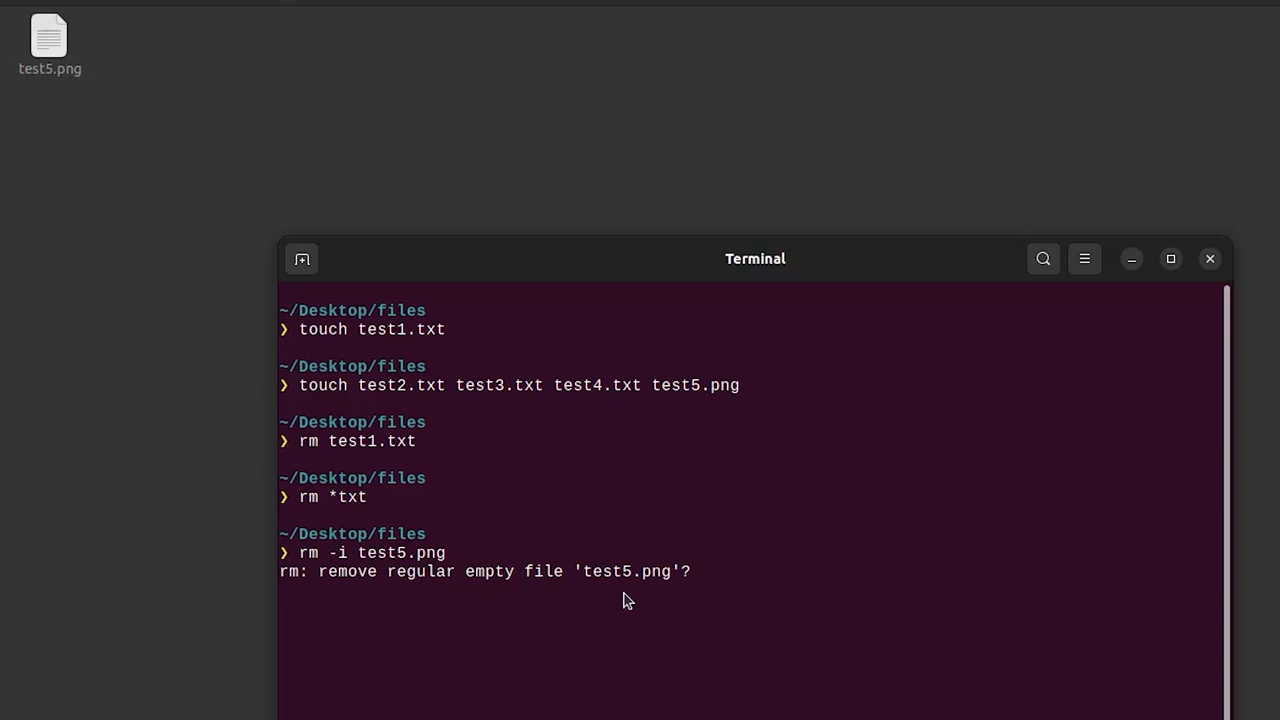 test5.png
Terminal
~/Desktop/files
❯ touch test1.txt
~/Desktop/files
❯ touch test2.txt test3.txt test4.txt test5.png
~/Desktop/files
❯ rm test1.txt
~/Desktop/files
❯ rm *txt
~/Desktop/files
❯ rm -i test5.png
rm: remove regular empty file 'test5.png'?